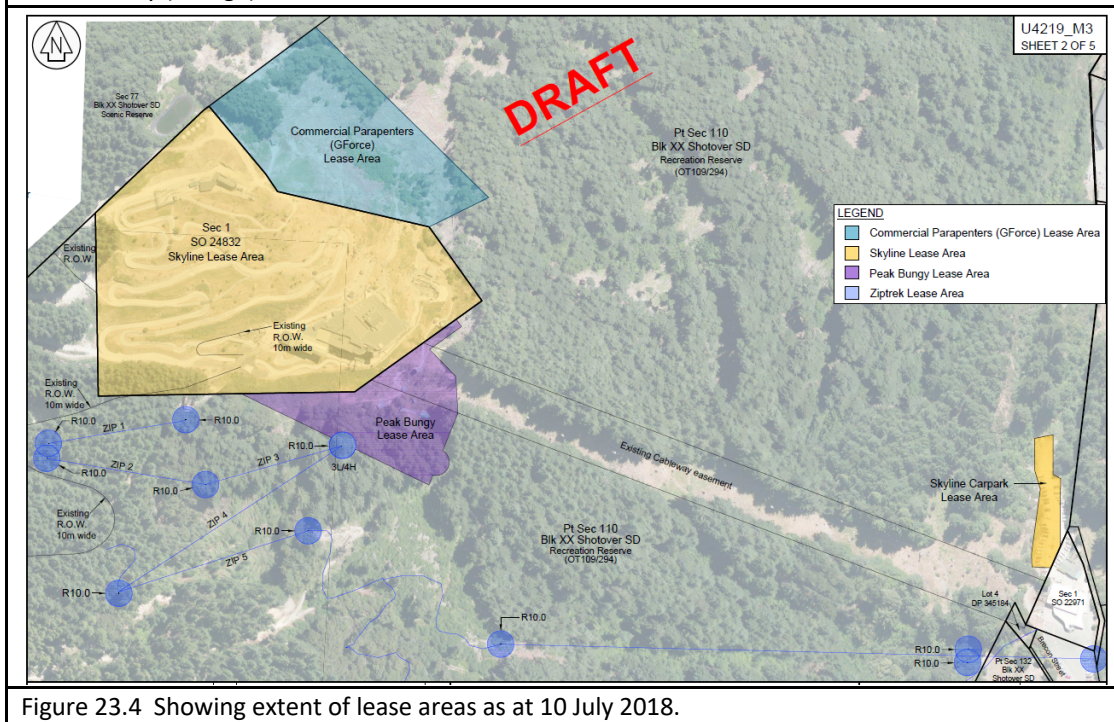 N
U4219_M3
SHEET 2 OF 5
DRAFT
Sec 77
Blk XX Shotover SD
Scenic Reserve
Commercial Parapenters
(GForce)
Lease Area
Pt Sec 110
Blk XX Shotover SD
Recreation Reserve
(OT109/294)
LEGEND
Commercial Parapenters (GForce) Lease Area
Skyline Lease Area
Peak Bungy Lease Area
Ziptrek Lease Area
Sec 1
SO 24832
Skyline Lease Area
Existing
R.O.W.
Existing
R.O.W.
10m wide
Existing
R.O.W.
10m wide
R10.0
ZIP 1
R10.0
Peak Bungy
Lease Area
R10.0
3L/4H
ZIP 3
ZIP 2
R10.0
R10.0
Existing Cableway easement
Skyline Carpark
Lease Area
Existing
R.O.W.
10m wide
ZIP 4
R10.0
ZIP 5
R10.0
Pt Sec 110
Blk XX Shotover SD
Recreation Reserve
(OT109/294)
R10.0
Lot 4
DP 345184
Sec 1
SO 22971
R10.0
R10.0
Pt Sec 132
Blk XX
Shotover SD
Brecon Street
Figure 23.4 Showing extent of lease areas as at 10 July 2018.